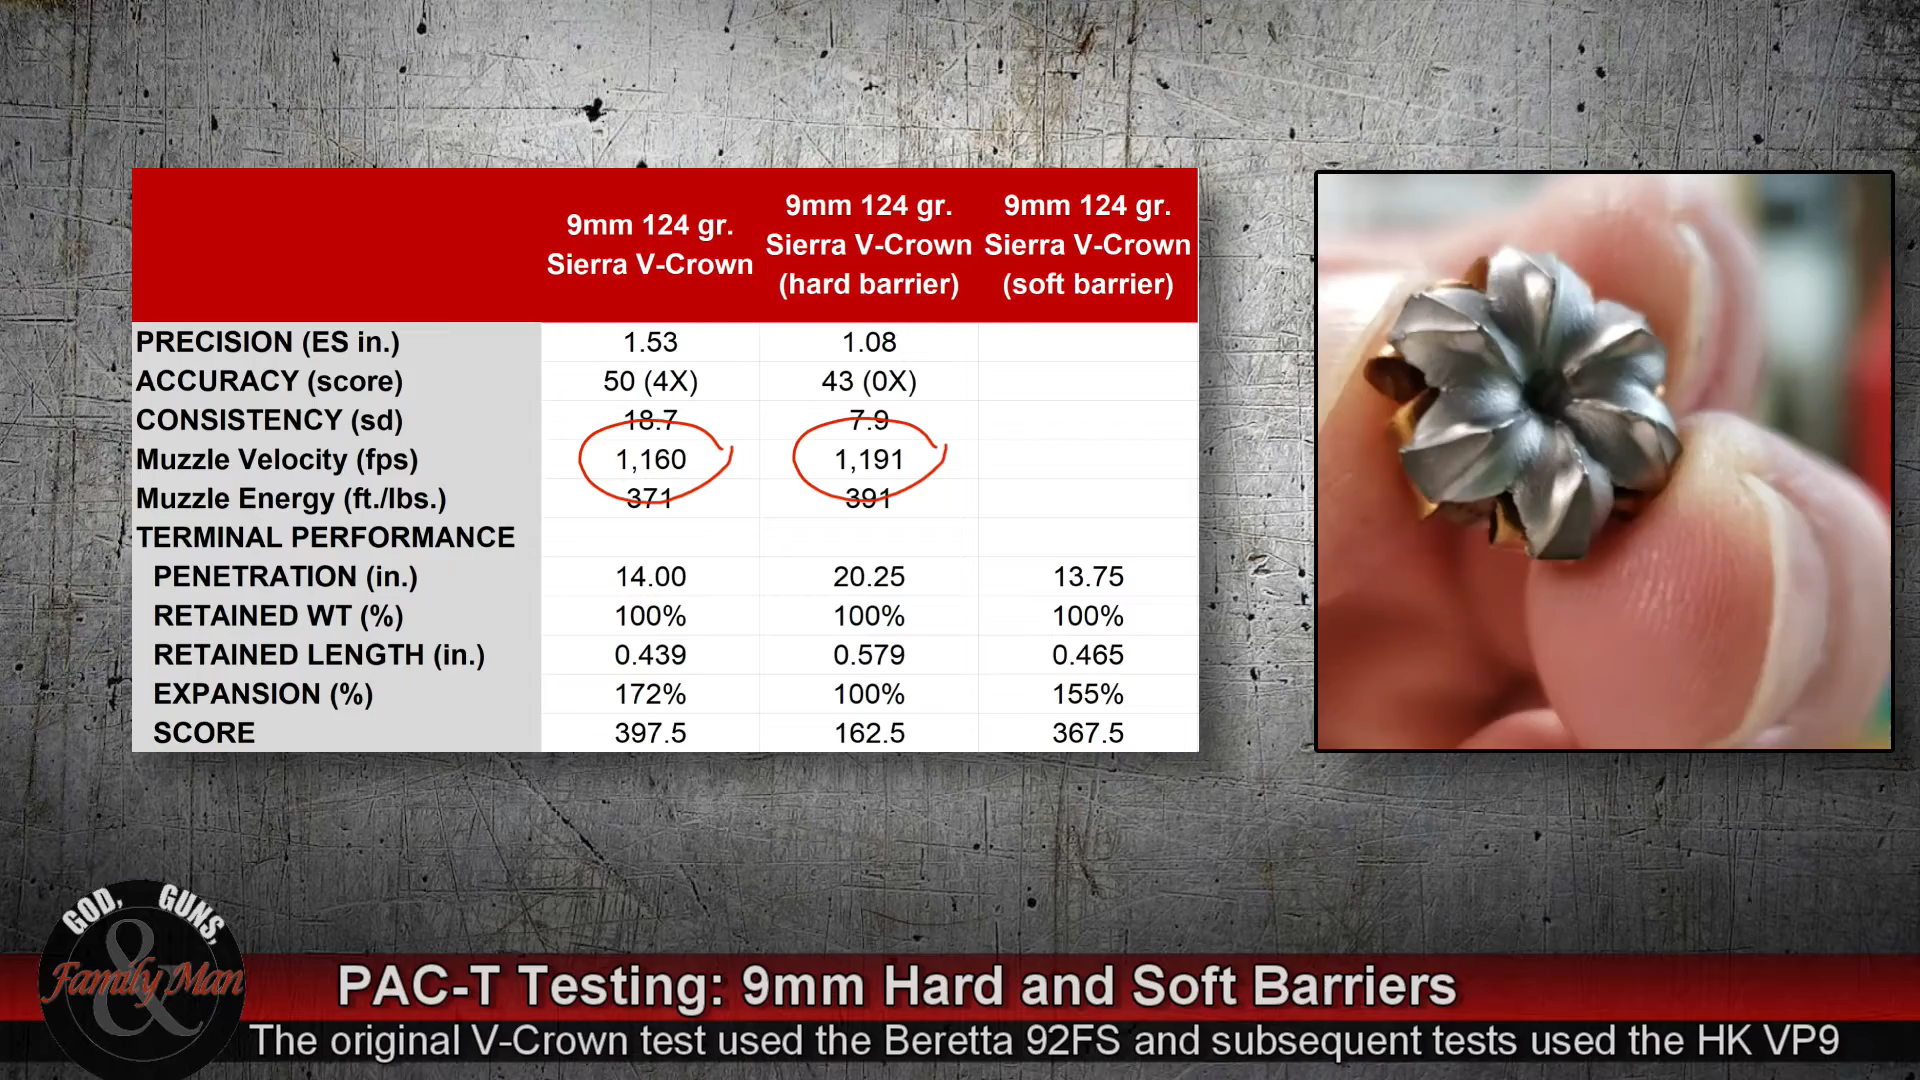 9mm 124 gr.
Sierra V-Crown
9mm 124 gr.
Sierra V-Crown
(hard barrier)
9mm 124 gr.
Sierra V-Crown
(soft barrier)
PRECISION (ES in.) 1.53 1.08
ACCURACY (score) 50 (4X) 43 (0X)
CONSISTENCY (sd) 18.7 7.9
Muzzle Velocity (fps) 1,160 1,191
Muzzle Energy (ft./lbs.) 371 391
TERMINAL PERFORMANCE
PENETRATION (in.) 14.00 20.25 13.75
RETAINED WT (%) 100% 100% 100%
RETAINED LENGTH (in.) 0.439 0.579 0.465
EXPANSION (%) 172% 100% 155%
SCORE 397.5 162.5 367.5
GOD, GUNS,
&
Family Man
PAC-T Testing: 9mm Hard and Soft Barriers
The original V-Crown test used the Beretta 92FS and subsequent tests used the HK VP9